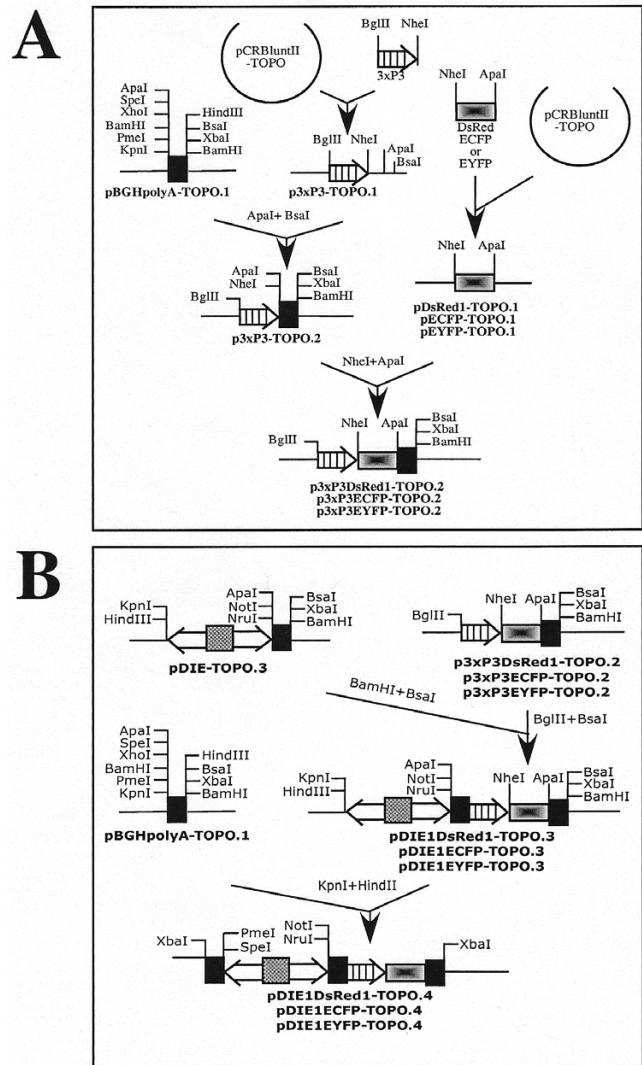 A
pCRBluntII
-TOPO
BglII NheI
3xP3
NheI ApaI
DsRed
ECFP
or
EYFP
pCRBluntII
-TOPO
ApaI
SpeI
XhoI
BamHI
PmeI
KpnI
HindIII
BsaI
XbaI
BamHI
pBGHpolyA-TOPO.1
BglII NheI
ApaI
BsaI
p3xP3-TOPO.1
ApaI+BsaI
ApaI
NheI
BglII
BsaI
XbaI
BamHI
p3xP3-TOPO.2
NheI ApaI
pDsRed1-TOPO.1
pECFP-TOPO.1
pEYFP-TOPO.1
NheI+ApaI
BglII
NheI ApaI
BsaI
XbaI
BamHI
p3xP3DsRed1-TOPO.2
p3xP3ECFP-TOPO.2
p3xP3EYFP-TOPO.2
B
KpnI
HindIII
ApaI
NotI
NruI
BsaI
XbaI
BamHI
pDIE-TOPO.3
BglII
NheI ApaI
BsaI
XbaI
BamHI
p3xP3DsRed1-TOPO.2
p3xP3ECFP-TOPO.2
p3xP3EYFP-TOPO.2
BamHI+BsaI
BglII+BsaI
ApaI
SpeI
XhoI
BamHI
PmeI
KpnI
HindIII
BsaI
XbaI
BamHI
pBGHpolyA-TOPO.1
KpnI
HindIII
ApaI
NotI
NruI
NheI ApaI
BsaI
XbaI
BamHI
pDIE1DsRed1-TOPO.3
pDIE1ECFP-TOPO.3
pDIE1EYFP-TOPO.3
KpnI+HindII
XbaI
PmeI
SpeI
NotI
NruI
XbaI
pDIE1DsRed1-TOPO.4
pDIE1ECFP-TOPO.4
pDIE1EYFP-TOPO.4